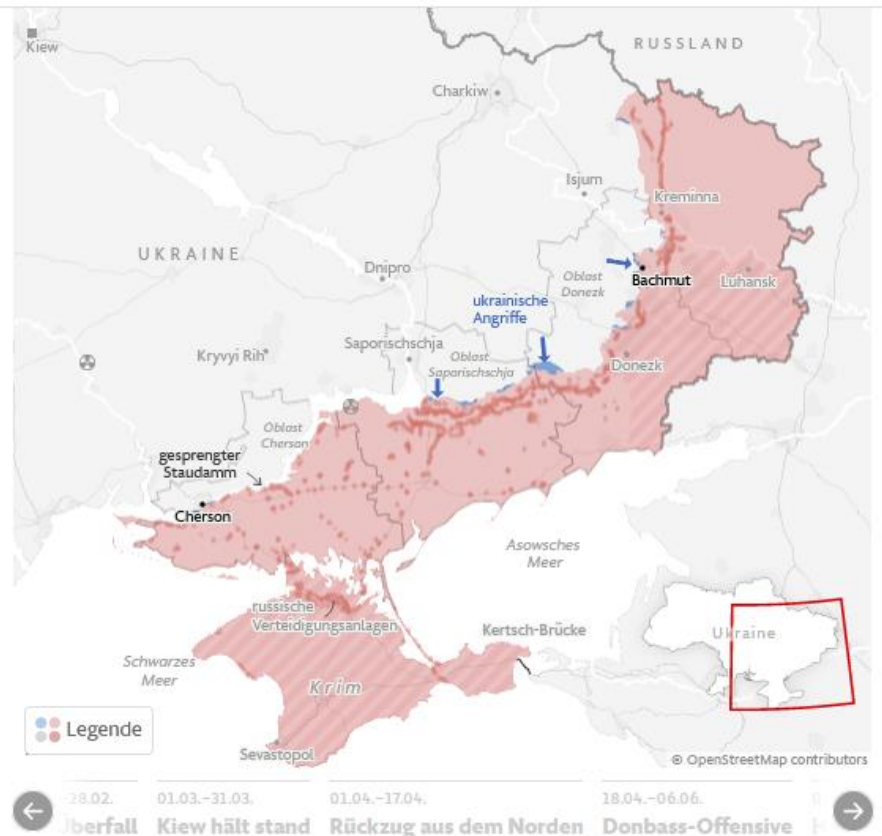 Kiew
RUSSLAND
Charkiw
Isjum
Kreminna
UKRAINE
Dnipro
Oblast
Donezk
Bachmut
Luhansk
ukrainische
Angriffe
Saporischschja
Kryvyi Rih
Oblast
Saporischschja
Donezk
Oblast
Cherson
gesprengter
Staudamm
Cherson
Asowsches
Meer
russische
Verteidigungsanlagen
Kertsch-Brücke
Ukraine
Schwarzes
Meer
Krim
Legende
Sevastopol
© OpenStreetMap contributors
28.02.
01.03.–31.03.
01.04.–17.04.
18.04.–06.06.
berfall
Kiew hält stand
Rückzug aus dem Norden
Donbass-Offensive